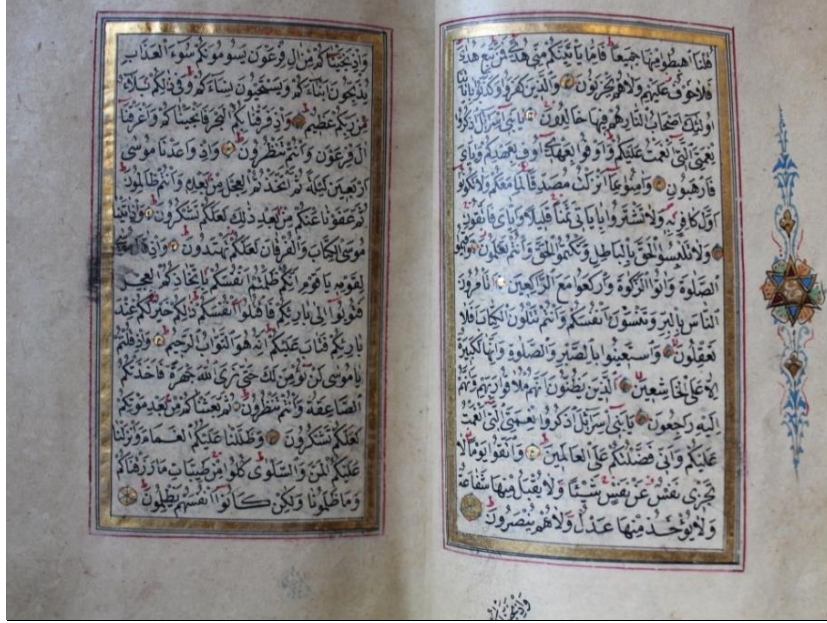 قلنا اهبطوا منها جميعا فاما ياتينكم مني هدى فمن تبع هداي
فلا خوف عليهم ولا هم يحزنون والذين كفروا وكذبوا باياتنا
اولئك اصحاب النار هم فيها خالدون يا بني اسرائيل اذكروا
نعمتي التي انعمت عليكم واوفوا بعهدي اوف بعهدكم واياي
فارهبون وامنوا بما انزلت مصدقا لما معكم ولا تكونوا
اول كافر به ولا تشتروا باياتي ثمنا قليلا واياي فاتقون
ولا تلبسوا الحق بالباطل وتكتموا الحق وانتم تعلمون واقيموا
الصلوة واتوا الزكوة واركعوا مع الراكعين اتامرون
الناس بالبر وتنسون انفسكم وانتم تتلون الكتاب افلا
تعقلون واستعينوا بالصبر والصلوة وانها لكبيرة
الا على الخاشعين الذين يظنون انهم ملاقوا ربهم وانهم
اليه راجعون يا بني اسرائيل اذكروا نعمتي التي انعمت
عليكم واني فضلتكم على العالمين واتقوا يوما لا
تجزي نفس عن نفس شيئا ولا يقبل منها شفاعة
ولا يؤخذ منها عدل ولا هم ينصرون
واذ نجيناكم
واذ نجيناكم من ال فرعون يسومونكم سوء العذاب
يذبحون ابناءكم ويستحيون نساءكم وفي ذلكم بلاء
من ربكم عظيم واذ فرقنا بكم البحر فانجيناكم واغرقنا
ال فرعون وانتم تنظرون واذ واعدنا موسى
اربعين ليلة ثم اتخذتم العجل من بعده وانتم ظالمون
ثم عفونا عنكم من بعد ذلك لعلكم تشكرون واذ اتينا
موسى الكتاب والفرقان لعلكم تهتدون واذ قال موسى
لقومه يا قوم انكم ظلمتم انفسكم باتخاذكم العجل
فتوبوا الى بارئكم فاقتلوا انفسكم ذلكم خير لكم عند
بارئكم فتاب عليكم انه هو التواب الرحيم واذ قلتم
يا موسى لن نؤمن لك حتى نرى الله جهرة فاخذتكم
الصاعقة وانتم تنظرون ثم بعثناكم من بعد موتكم
لعلكم تشكرون وظللنا عليكم الغمام وانزلنا
عليكم المن والسلوى كلوا من طيبات ما رزقناكم
وما ظلمونا ولكن كانوا انفسهم يظلمون